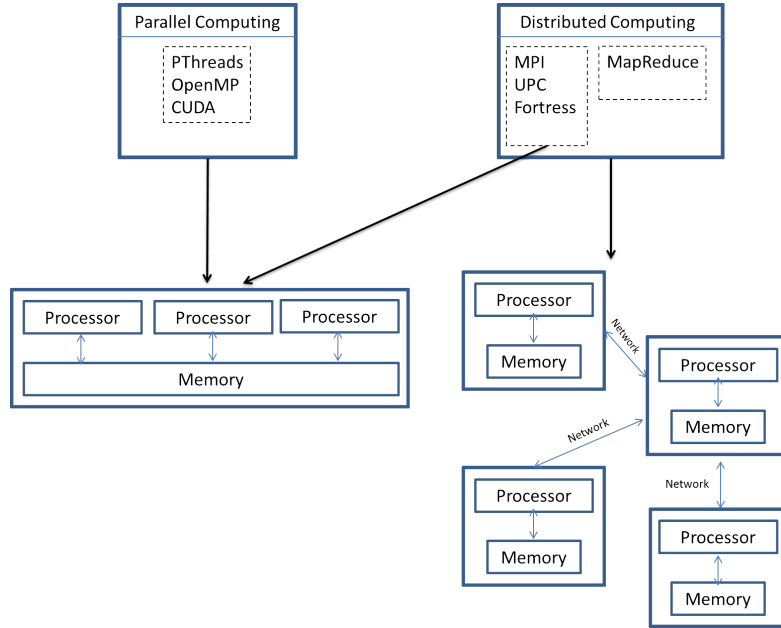 Parallel Computing
PThreads
OpenMP
CUDA
Distributed Computing
MPI
UPC
Fortress
MapReduce
Processor
Processor
Processor
Memory
Processor
Memory
Network
Processor
Memory
Network
Processor
Memory
Network
Processor
Memory